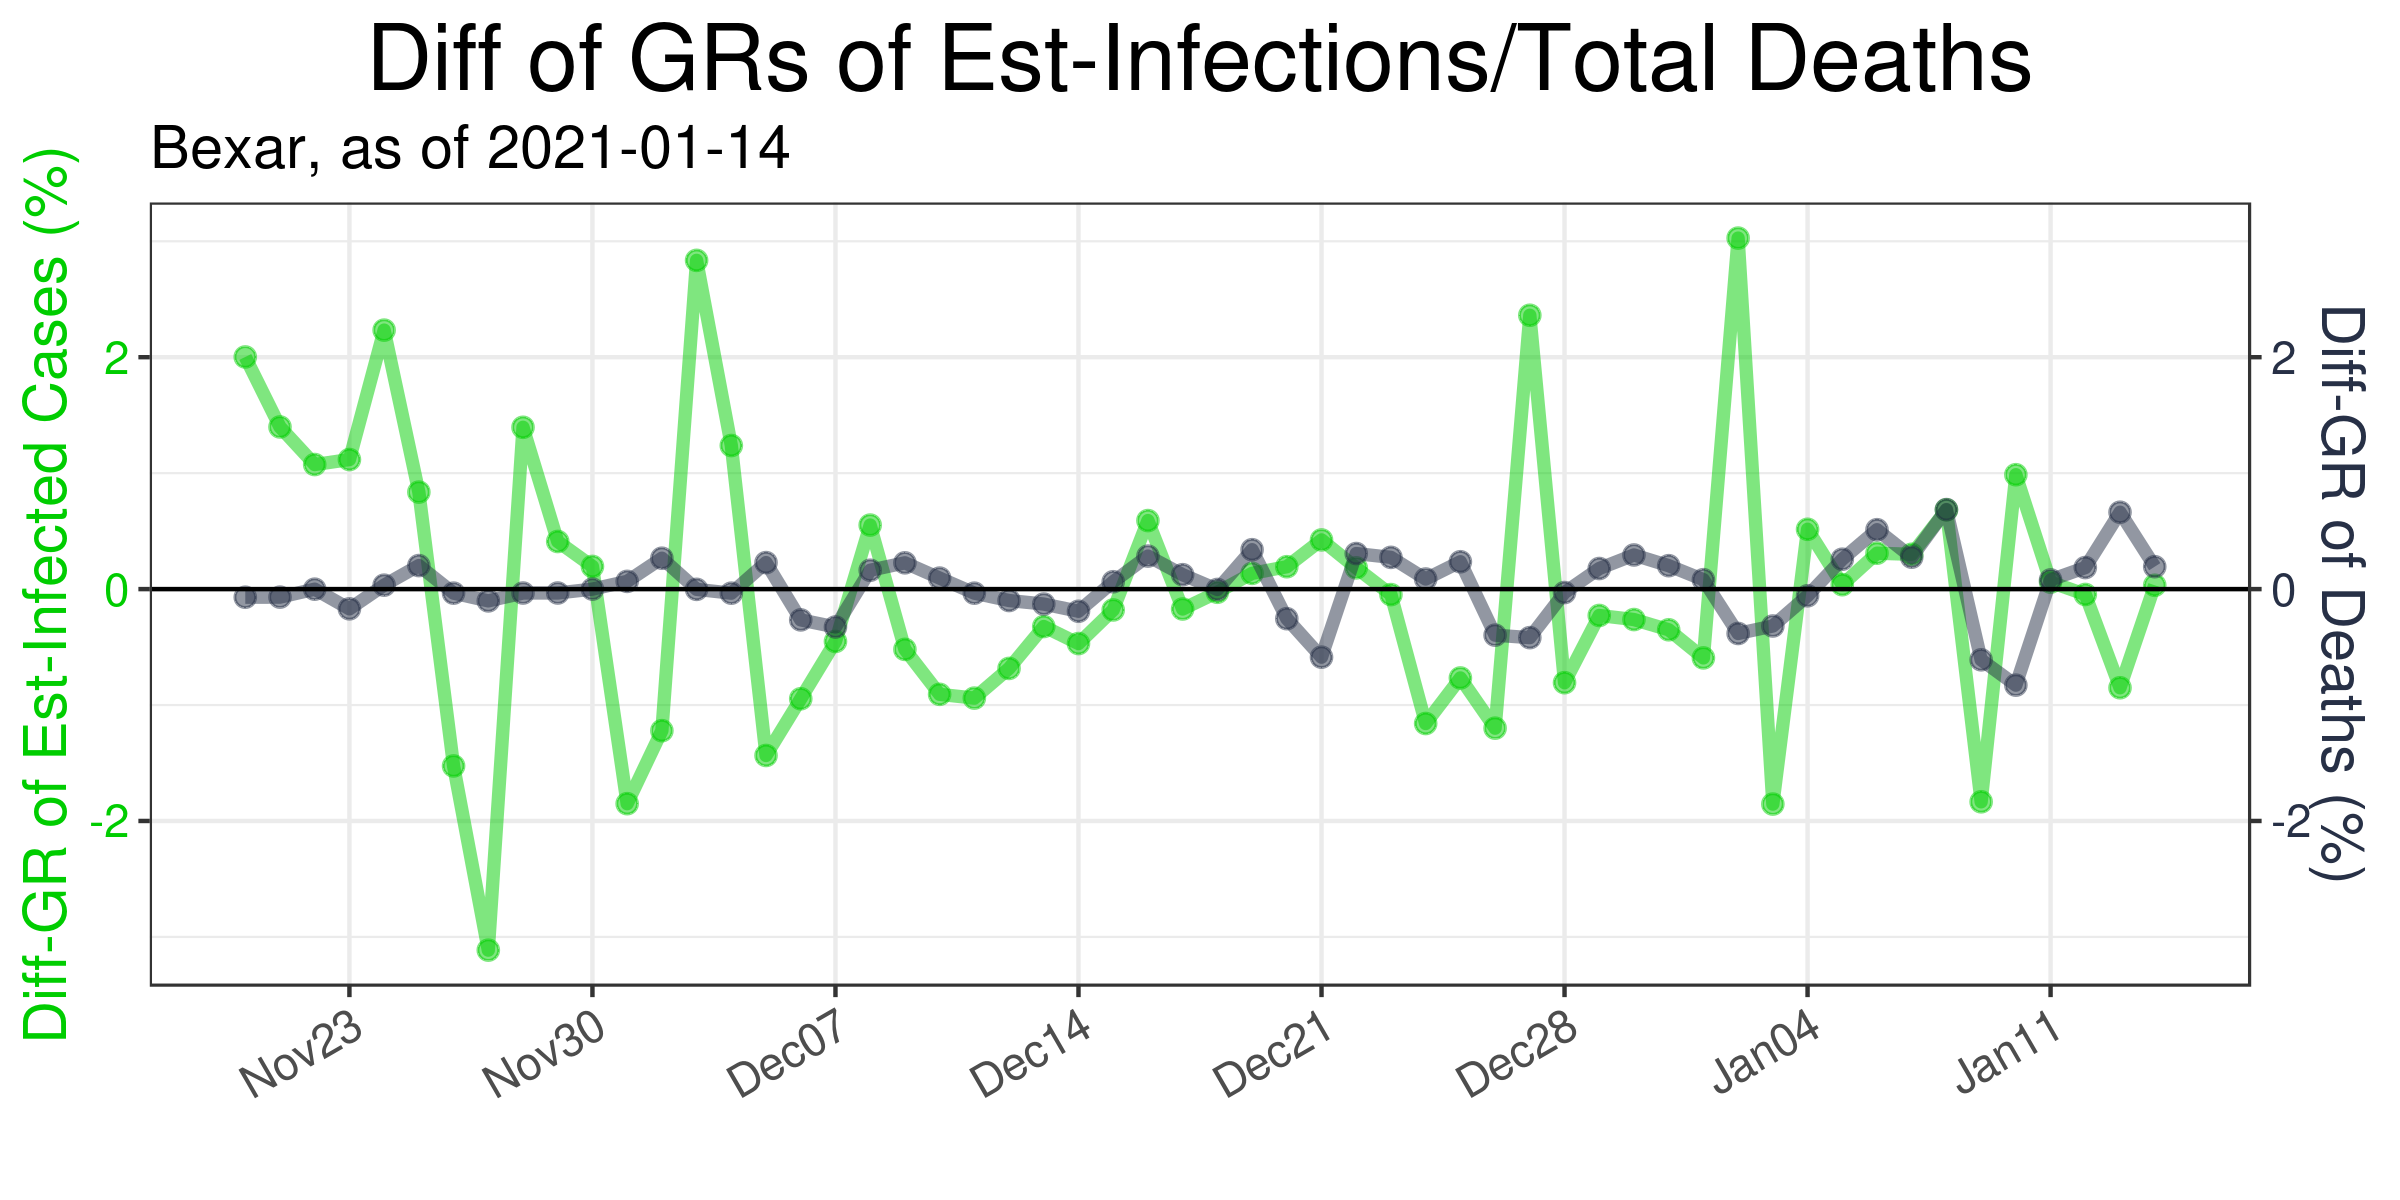 Diff of GRs of Est-Infections/Total Deaths
Bexar, as of 2021-01-14
Diff-GR of Est-Infected Cases (%)
2
0
-2
2
0
-2
Diff-GR of Deaths (%)
Nov23
Nov30
Dec07
Dec14
Dec21
Dec28
Jan04
Jan11